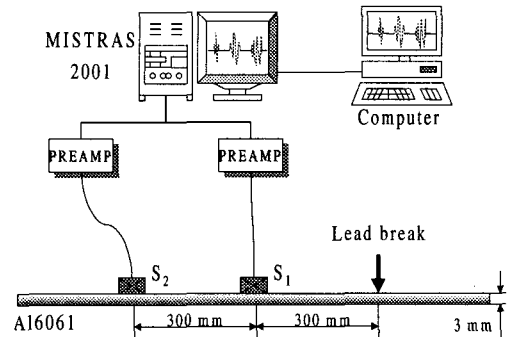 MISTRAS
2001
Computer
PREAMP
PREAMP
Lead break
S2
S1
Al6061
300 mm
300 mm
3 mm